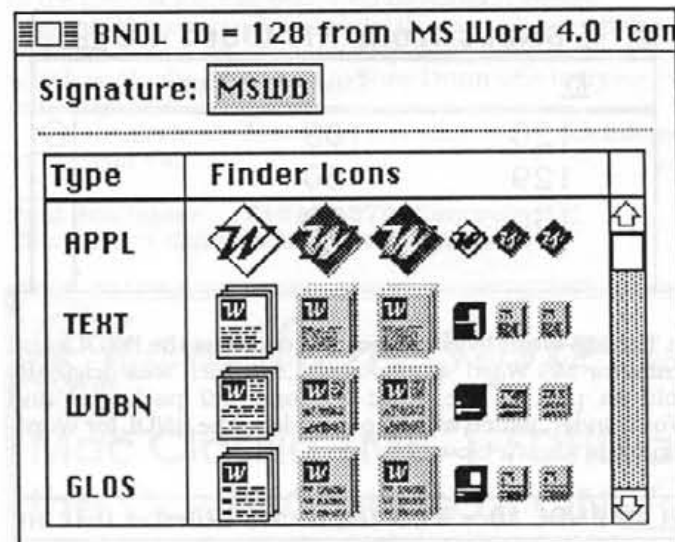 BNDL ID = 128 from MS Word 4.0 Icon
Signature: MSWD
Type Finder Icons
APPL
TEXT
WDBN
GLOS